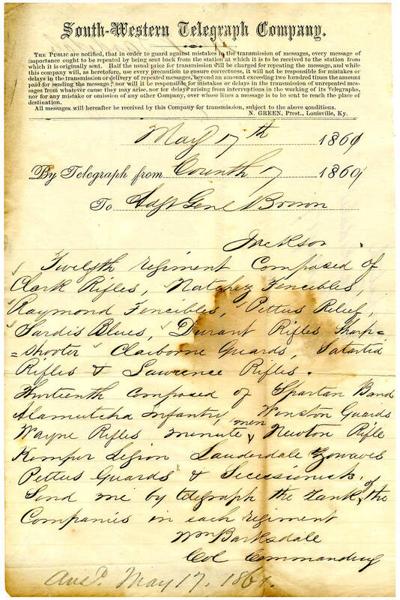 South-Western Telegraph Company.
The Public are notified, that in order to guard against mistakes in the transmission of messages, every message of
importance ought to be repeated by being sent back from the station at which it is to be received to the station from
which it is originally sent. Half the usual price for transmission will be charged for repeating the message, and while
this company will, as heretofore, use every precaution to ensure correctness, it will not be responsible for mistakes or
delays in the transmission or delivery of repeated messages, beyond an amount exceeding five hundred times the amount
paid for sending the message; nor will it be responsible for mistakes or delays in the transmission of unrepeated mes-
sages from whatever cause they may arise, nor for delays arising from interruptions in the working of its Telegraphs,
nor for any mistake or omission of any other Company, over whose lines a message is to be sent to reach the place of
destination.
All messages will hereafter be received by this Company for transmission, subject to the above conditions.
N. GREEN, Prest., Louisville, Ky.
May 17th 1861
By Telegraph from Corinth 17 1861
To Adjt Genl Brown
Jackson
Twelfth regiment Composed of
Clark Rifles, Natchez Fencibles
Raymond Fencibles, Pettus Relief,
Sardis Blues, Durant Rifles Sharp-
=shooter Claiborne Guards, Satartia
Rifles & Lawrence Rifles.
Thirteenth composed of Spartan Band
Alamutcha Infantry, Winston Guards
Wayne Rifles minute men Newton Rifle
Kemper Legion Lauderdale Zouaves
Pettus Guards & Secessionists
Send me by telegraph the rank of the
Companies in each regiment
Wm Barksdale
Col Commanding
Ansd. May 17. 1861.